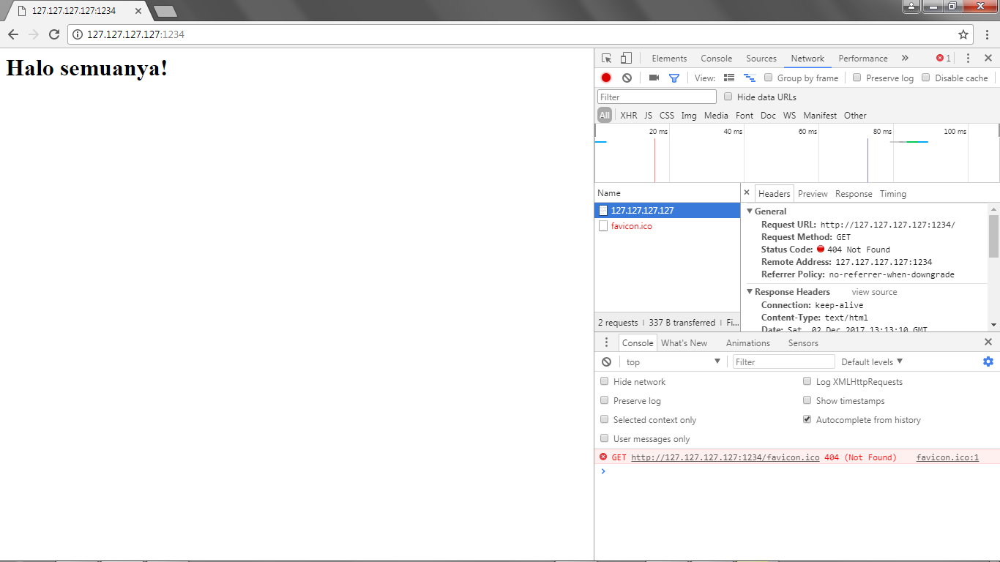 127.127.127.127:1234
127.127.127.127:1234
Halo semuanya!
Elements Console Sources Network Performance » 1
View: Group by frame Preserve log Disable cache
Filter Hide data URLs
All XHR JS CSS Img Media Font Doc WS Manifest Other
20 ms 40 ms 60 ms 80 ms 100 ms
Name
127.127.127.127
favicon.ico
2 requests | 337 B transferred | Fi...
× Headers Preview Response Timing
General
Request URL: http://127.127.127.127:1234/
Request Method: GET
Status Code: 404 Not Found
Remote Address: 127.127.127.127:1234
Referrer Policy: no-referrer-when-downgrade
Response Headers view source
Connection: keep-alive
Content-Type: text/html
Date: Sat, 02 Dec 2017 13:13:10 GMT
Console What's New Animations Sensors
top Filter Default levels
Hide network Log XMLHttpRequests
Preserve log Show timestamps
Selected context only Autocomplete from history
User messages only
GET http://127.127.127.127:1234/favicon.ico 404 (Not Found) favicon.ico:1